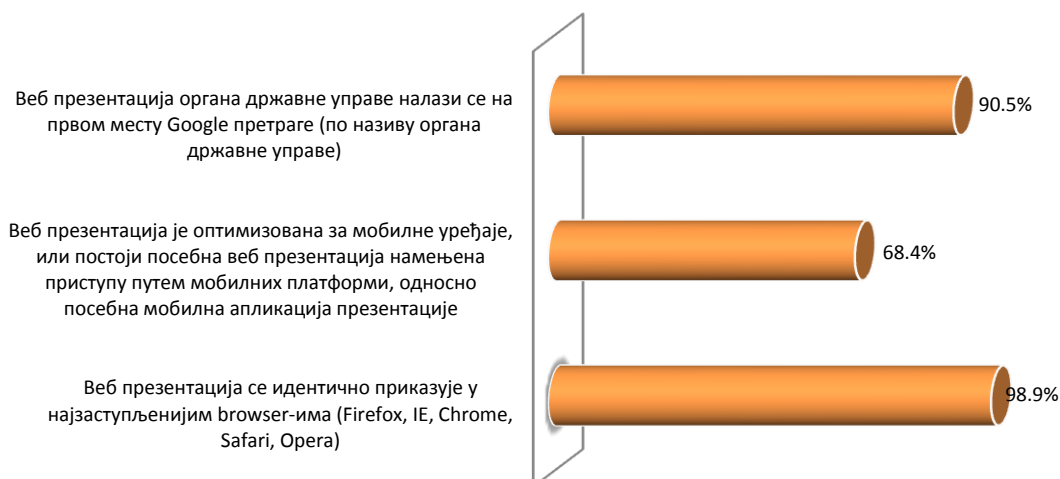 Веб презентација органа државне управе налази се на
првом месту Google претраге (по називу органа
државне управе)
90.5%
Веб презентација је оптимизована за мобилне уређаје,
или постоји посебна веб презентација намењена
приступу путем мобилних платформи, односно
посебна мобилна апликација презентације
68.4%
Веб презентација се идентично приказује у
најзаступљенијим browser-има (Firefox, IE, Chrome,
Safari, Opera)
98.9%